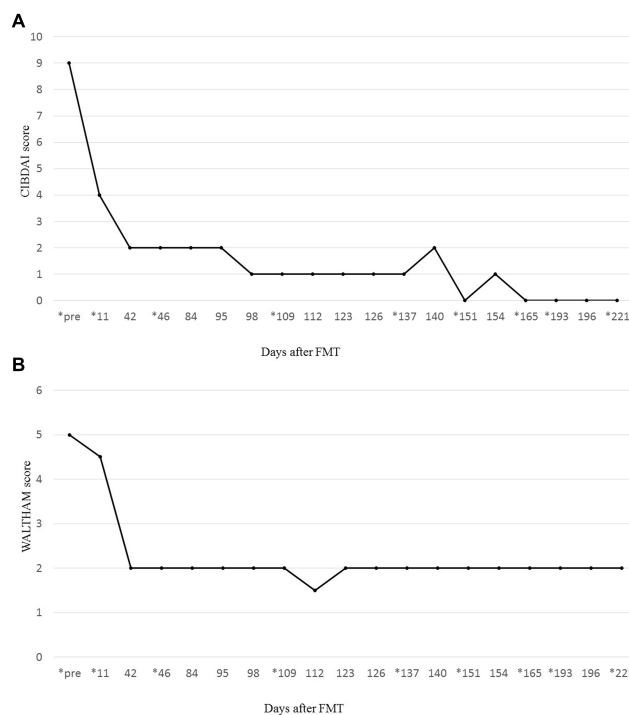 A
10
9
8
7
6
5
4
3
2
1
0
CIBDAI score
*pre *11 42 *46 84 95 98 *109 112 123 126 *137 140 *151 154 *165 *193 196 *221
Days after FMT
B
6
5
4
3
2
1
0
WALTHAM score
*pre *11 42 *46 84 95 98 *109 112 123 126 *137 140 *151 154 *165 *193 196 *22
Days after FMT